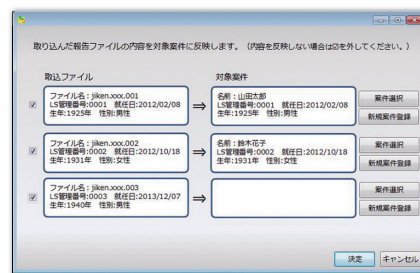 取り込んだ報告ファイルの内容を対象案件に反映します。（内容を反映しない場合は☑を外してください。）
取込ファイル
対象案件
ファイル名：jiken.xxx.001
LS管理番号:0001 就任日:2012/02/08
生年:1925年 性別:男性
⇒
名前：山田太郎
LS管理番号:0001 就任日:2012/02/08
生年:1925年 性別:男性
案件選択
新規案件登録
ファイル名：jiken.xxx.002
LS管理番号:0002 就任日:2012/10/18
生年:1931年 性別:女性
⇒
名前：鈴木花子
LS管理番号:0002 就任日:2012/10/18
生年:1931年 性別:女性
案件選択
新規案件登録
ファイル名：jiken.xxx.003
LS管理番号:0003 就任日:2013/12/07
生年:1940年 性別:男性
⇒
案件選択
新規案件登録
決定
キャンセル